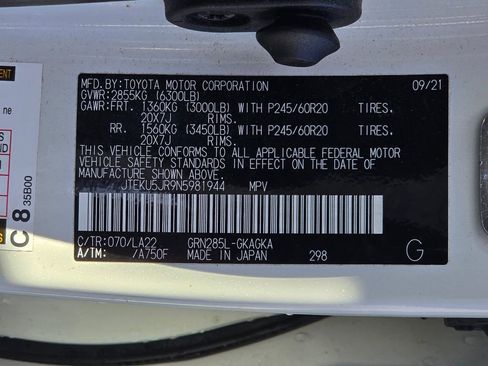 MFD.BY:TOYOTA MOTOR CORPORATION 09/21
GVWR:2855KG (6300LB)
GAWR:FRT. 1360KG (3000LB) WITH P245/60R20 TIRES.
20X7J RIMS.
RR. 1560KG (3450LB) WITH P245/60R20 TIRES.
20X7J RIMS.
THIS VEHICLE CONFORMS TO ALL APPLICABLE FEDERAL MOTOR
VEHICLE SAFETY STANDARDS IN EFFECT ON THE DATE OF
MANUFACTURE SHOWN ABOVE.
JTEKU5JR9N5981944 MPV
C/TR:070/LA22 GRN285L-GKAGKA
A/TM: /A750F MADE IN JAPAN 298 G
ne
C 8 35B00